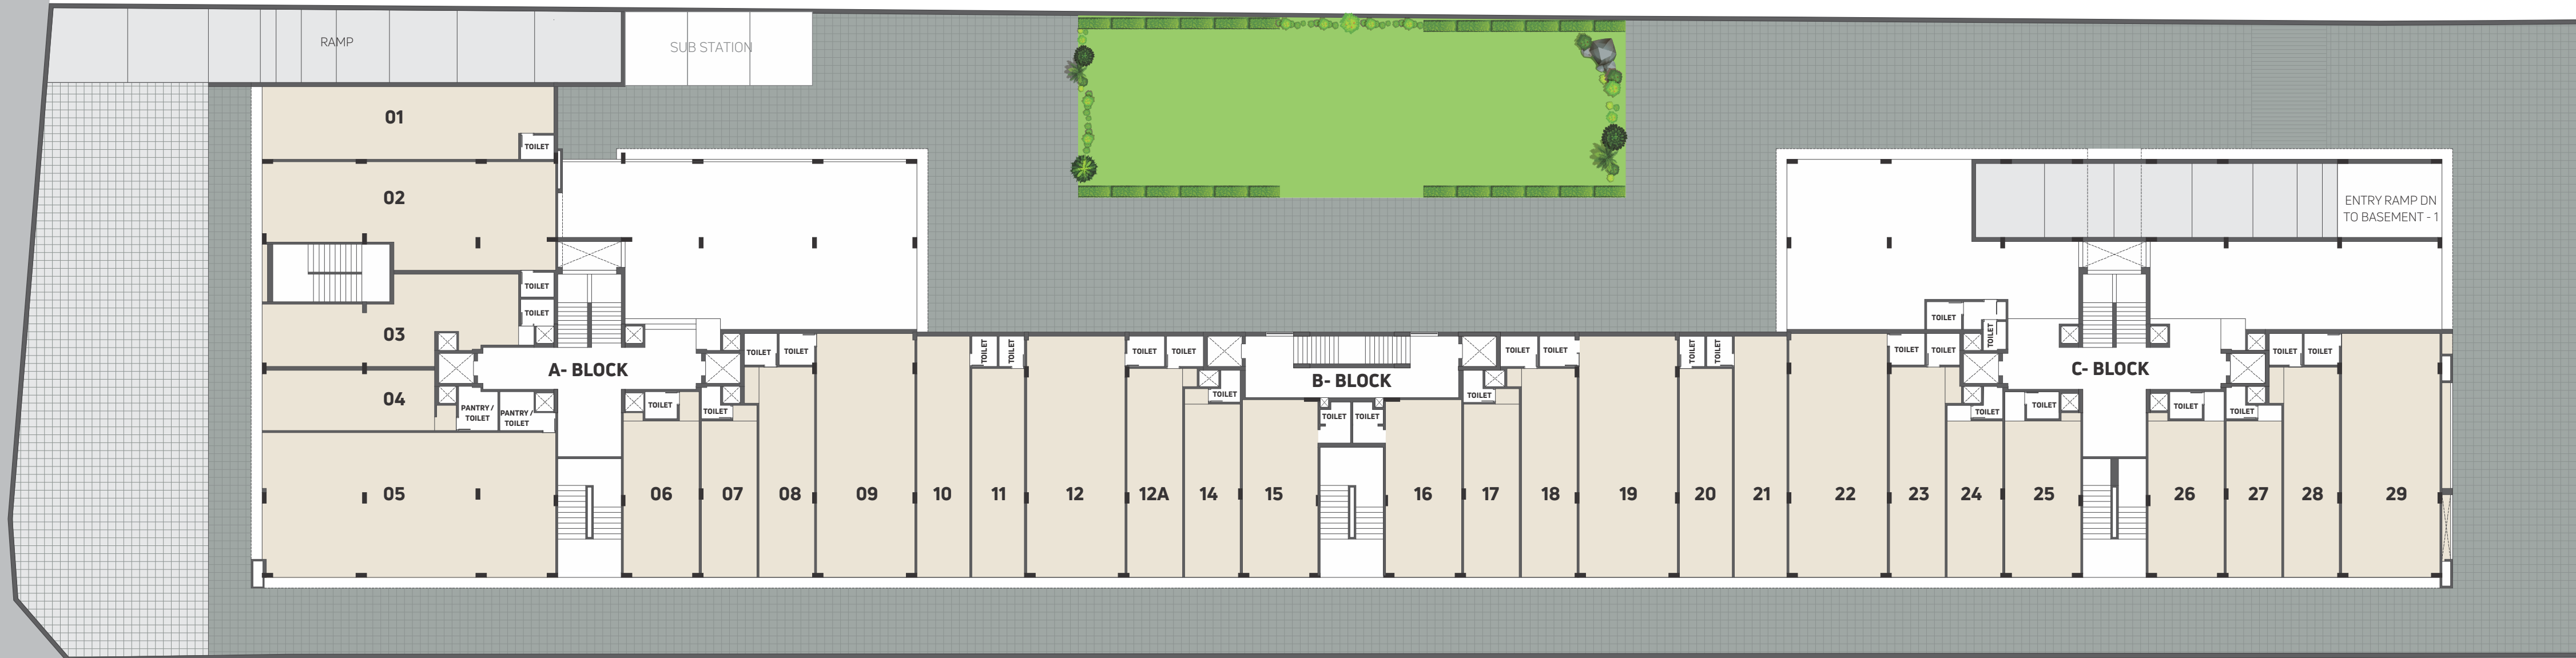 RAMP
SUB STATION
01
TOILET
02
ENTRY RAMP DN
TO BASEMENT - 1
TOILET
TOILET
03
A- BLOCK
04
PANTRY /
TOILET
PANTRY /
TOILET
TOILET
TOILET
TOILET
TOILET
TOILET
TOILET
TOILET
TOILET
TOILET
B- BLOCK
TOILET
TOILET
TOILET
TOILET
TOILET
TOILET
TOILET
TOILET
TOILET
TOILET
TOILET
TOILET
C- BLOCK
TOILET
TOILET
TOILET
TOILET
TOILET
TOILET
05
06
07
08
09
10
11
12
12A
14
15
16
17
18
19
20
21
22
23
24
25
26
27
28
29